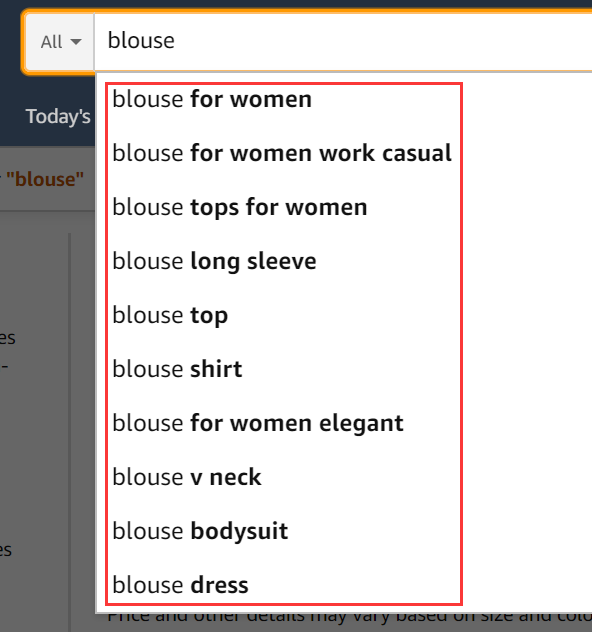 All
blouse
Today's
"blouse"
blouse for women
blouse for women work casual
blouse tops for women
blouse long sleeve
es
blouse top
-
blouse shirt
blouse for women elegant
blouse v neck
blouse bodysuit
es
blouse dress
Price and other details may vary based on size and colo